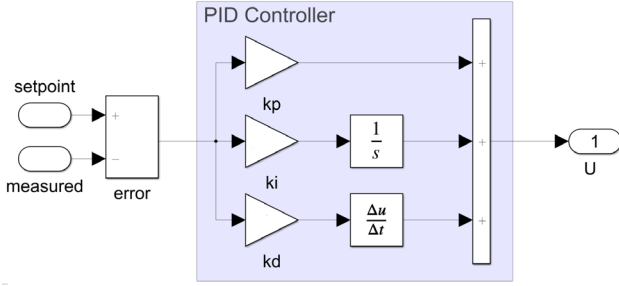 PID Controller
setpoint
+
−
measured
error
kp
ki
1
s
kd
Δu
Δt
+
+
+
1
U